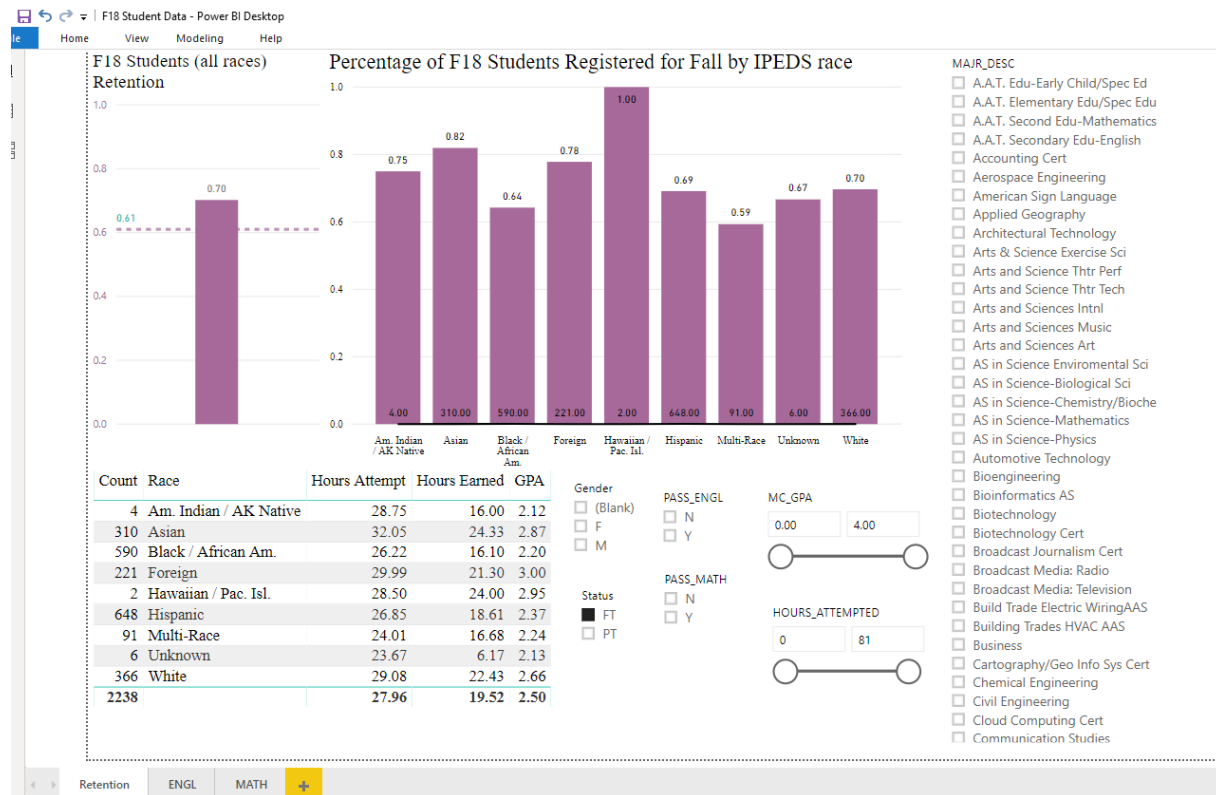 F18 Student Data - Power BI Desktop
Home View Modeling Help
F18 Students (all races)
Retention
1.0
0.8
0.6
0.4
0.2
0.0
0.70
0.61
Percentage of F18 Students Registered for Fall by IPEDS race
1.0
0.8
0.6
0.4
0.2
0.0
0.75 0.82 0.64 0.78 1.00 0.69 0.59 0.67 0.70
4.00 310.00 590.00 221.00 2.00 648.00 91.00 6.00 366.00
Am. Indian / AK Native
Asian
Black / African Am.
Foreign
Hawaiian / Pac. Isl.
Hispanic
Multi-Race
Unknown
White
Count Race Hours Attempt Hours Earned GPA
4 Am. Indian / AK Native 28.75 16.00 2.12
310 Asian 32.05 24.33 2.87
590 Black / African Am. 26.22 16.10 2.20
221 Foreign 29.99 21.30 3.00
2 Hawaiian / Pac. Isl. 28.50 24.00 2.95
648 Hispanic 26.85 18.61 2.37
91 Multi-Race 24.01 16.68 2.24
6 Unknown 23.67 6.17 2.13
366 White 29.08 22.43 2.66
2238 27.96 19.52 2.50
Gender
(Blank)
F
M
Status
FT
PT
PASS_ENGL
N
Y
PASS_MATH
N
Y
MC_GPA
0.00 4.00
HOURS_ATTEMPTED
0 81
MAJR_DESC
A.A.T. Edu-Early Child/Spec Ed
A.A.T. Elementary Edu/Spec Edu
A.A.T. Second Edu-Mathematics
A.A.T. Secondary Edu-English
Accounting Cert
Aerospace Engineering
American Sign Language
Applied Geography
Architectural Technology
Arts & Science Exercise Sci
Arts and Science Thtr Perf
Arts and Science Thtr Tech
Arts and Sciences Intnl
Arts and Sciences Music
Arts and Sciences Art
AS in Science Enviromental Sci
AS in Science-Biological Sci
AS in Science-Chemistry/Bioche
AS in Science-Mathematics
AS in Science-Physics
Automotive Technology
Bioengineering
Bioinformatics AS
Biotechnology
Biotechnology Cert
Broadcast Journalism Cert
Broadcast Media: Radio
Broadcast Media: Television
Build Trade Electric WiringAAS
Building Trades HVAC AAS
Business
Cartography/Geo Info Sys Cert
Chemical Engineering
Civil Engineering
Cloud Computing Cert
Communication Studies
Retention ENGL MATH